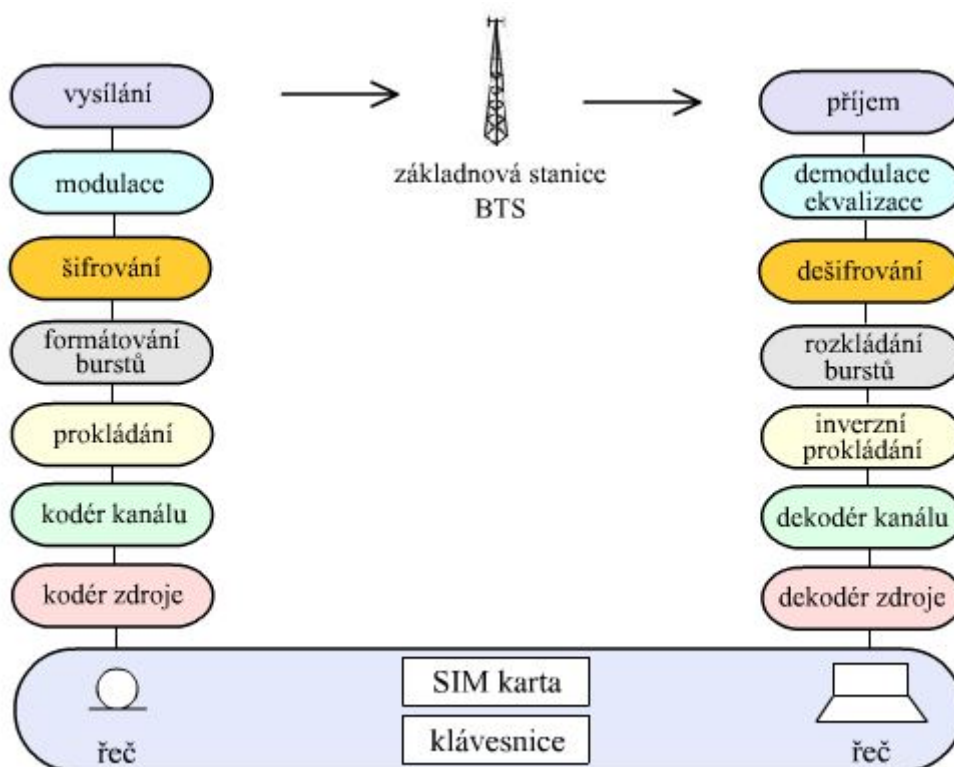 vysílání
modulace
šifrování
formátování
burstů
prokládání
kodér kanálu
kodér zdroje
řeč
základnová stanice
BTS
SIM karta
klávesnice
příjem
demodulace
ekvalizace
dešifrování
rozkládání
burstů
inverzní
prokládání
dekodér kanálu
dekodér zdroje
řeč